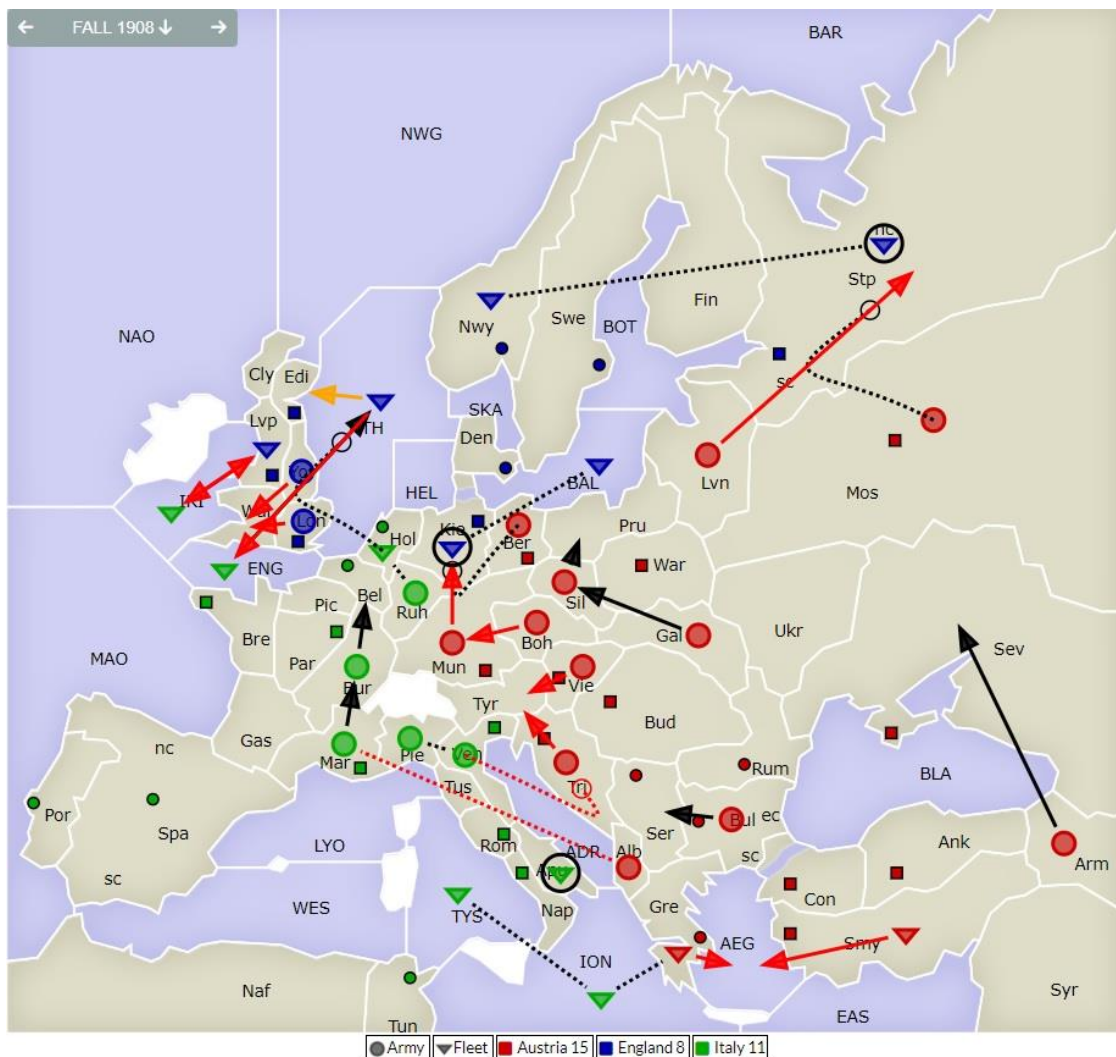 ← FALL 1908 ↓ →
BAR
NWG
nc
Stp
Fin
Nwy
Swe
BOT
NAO
Cly
Edi
sc
SKA
Lvp
TH
Den
Yo
Lvn
BAL
Mos
IRI
Wal
HEL
Lon
Kie
Pru
Hol
Ber
War
ENG
Bel
Pic
Ruh
Sil
Ukr
Bre
Gal
Sev
MAO
Par
Mun
Boh
Bur
Vie
Tyr
Bud
nc
Gas
Pie
Ven
Mar
Rum
BLA
Tus
Tri
Por
Spa
Ser
Bul
ec
LYO
Rom
ADR
Alb
sc
Ank
Arm
Apu
sc
WES
TYS
Nap
Gre
Con
AEG
Smy
ION
Naf
Syr
Tun
EAS
Army Fleet Austria 15 England 8 Italy 11